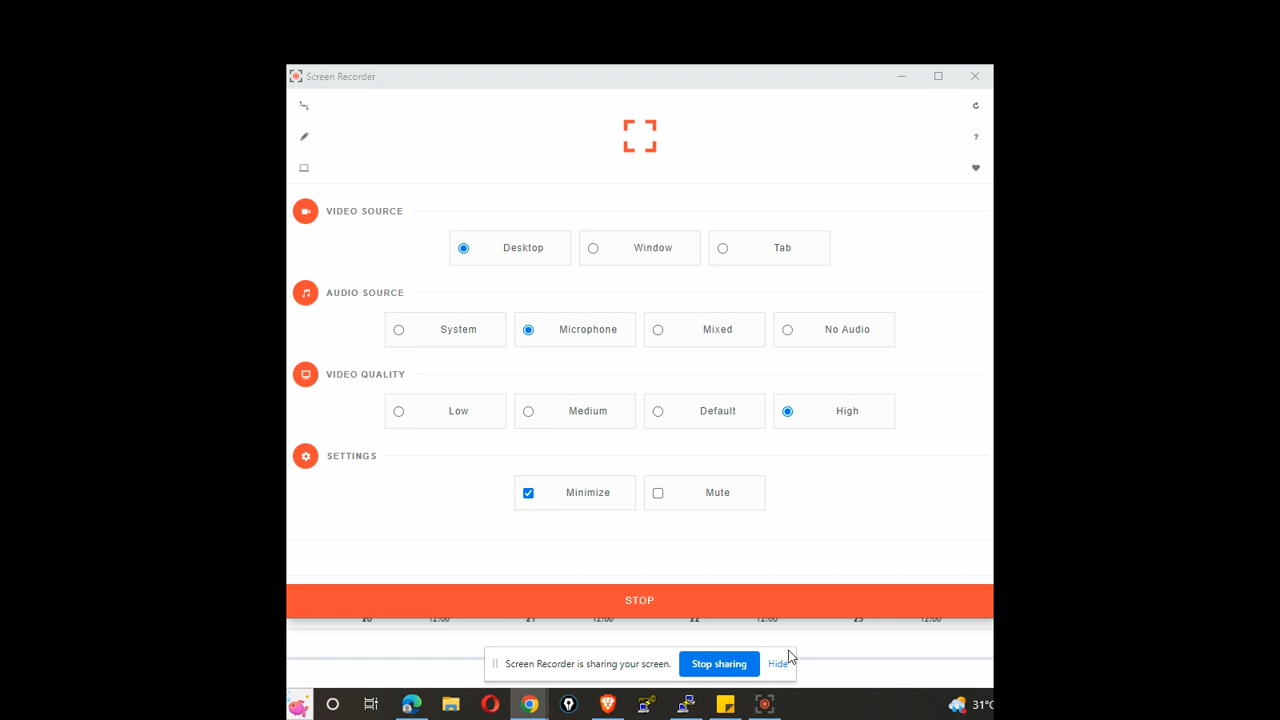 Screen Recorder
?
VIDEO SOURCE
Desktop Window Tab
AUDIO SOURCE
System Microphone Mixed No Audio
VIDEO QUALITY
Low Medium Default High
SETTINGS
Minimize Mute
STOP
20 12:00 21 12:00 22 12:00 23 12:00
Screen Recorder is sharing your screen. Stop sharing Hide
31°C